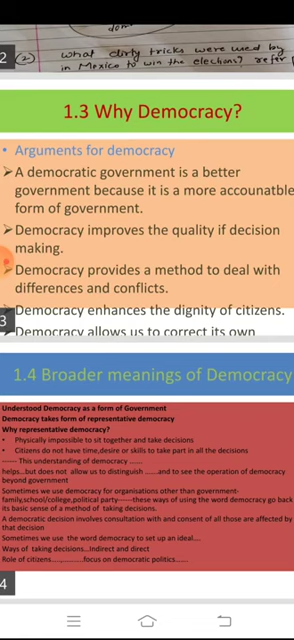 dom
2
(2) what dirty tricks were used by
in Mexico to win the elections? refer
1.3 Why Democracy?
• Arguments for democracy
➤A democratic government is a better
government because it is a more accounatble
form of government.
➤Democracy improves the quality if decision
making.
➤Democracy provides a method to deal with
differences and conflicts.
➤Democracy enhances the dignity of citizens.
➤Democracy allows us to correct its own
3
1.4 Broader meanings of Democracy
Understood Democracy as a form of Government
Democracy takes form of representative democracy
Why representative democracy?
• Physically impossible to sit together and take decisions
• Citizens do not have time,desire or skills to take part in all the decisions
---- This understanding of democracy .......
helps...but does not allow us to distinguish .......and to see the operation of democracy
beyond government
Sometimes we use democracy for organisations other than government-
family,school/college,political party-----these ways of using the word democracy go back
its basic sense of a method of taking decisions.
A democratic decision involves consultation with and consent of all those are affected by
that decision
Sometimes we use the word democracy to set up an ideal....
Ways of taking decisions...Indirect and direct
Role of citizens.....,...........focus on democratic politics......
4